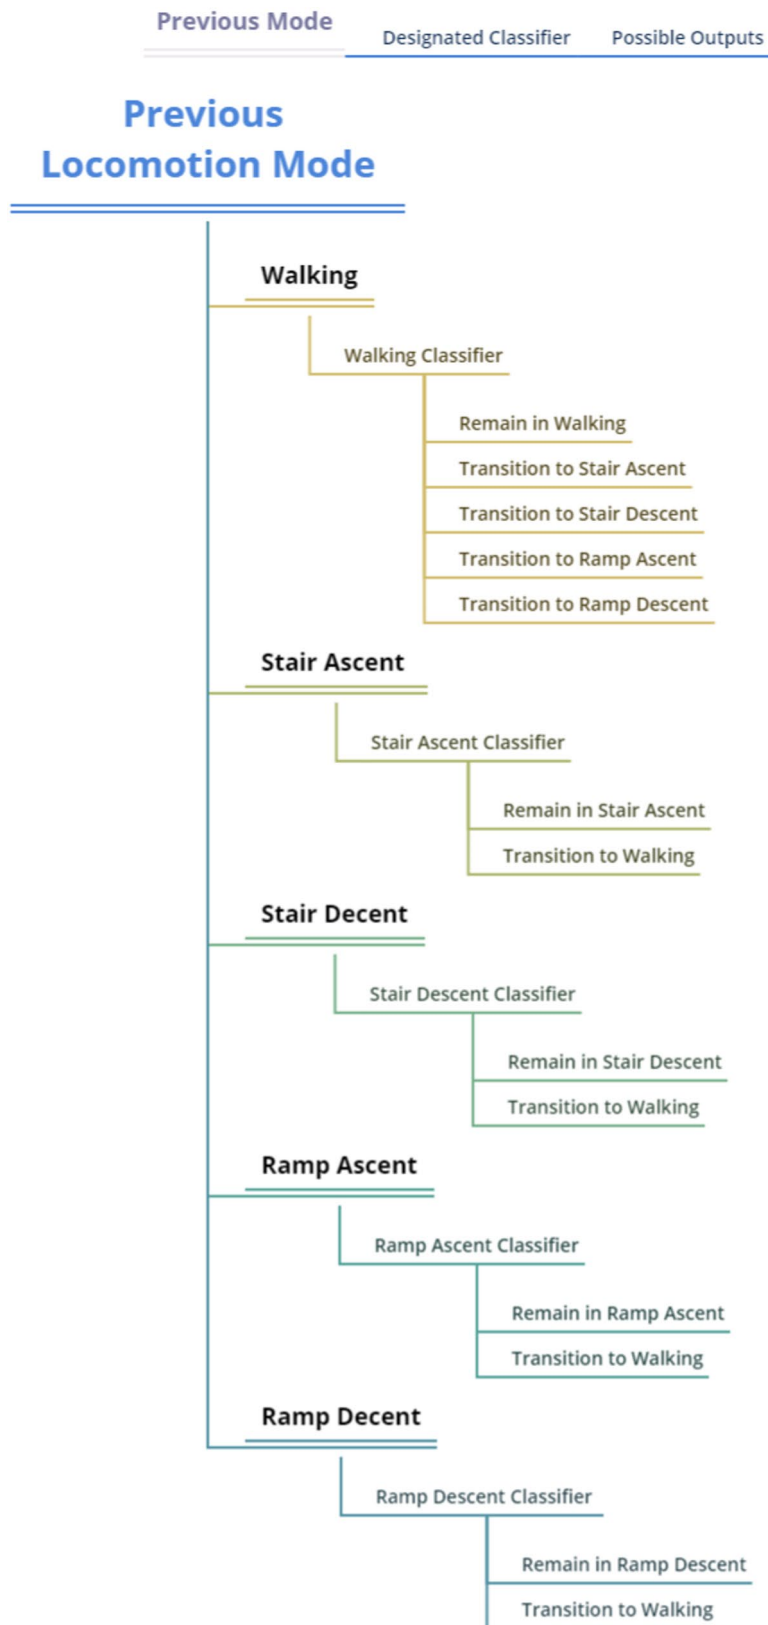 Previous Mode
Designated Classifier
Possible Outputs
Previous
Locomotion Mode
Walking
Walking Classifier
Remain in Walking
Transition to Stair Ascent
Transition to Stair Descent
Transition to Ramp Ascent
Transition to Ramp Descent
Stair Ascent
Stair Ascent Classifier
Remain in Stair Ascent
Transition to Walking
Stair Decent
Stair Descent Classifier
Remain in Stair Descent
Transition to Walking
Ramp Ascent
Ramp Ascent Classifier
Remain in Ramp Ascent
Transition to Walking
Ramp Decent
Ramp Descent Classifier
Remain in Ramp Descent
Transition to Walking